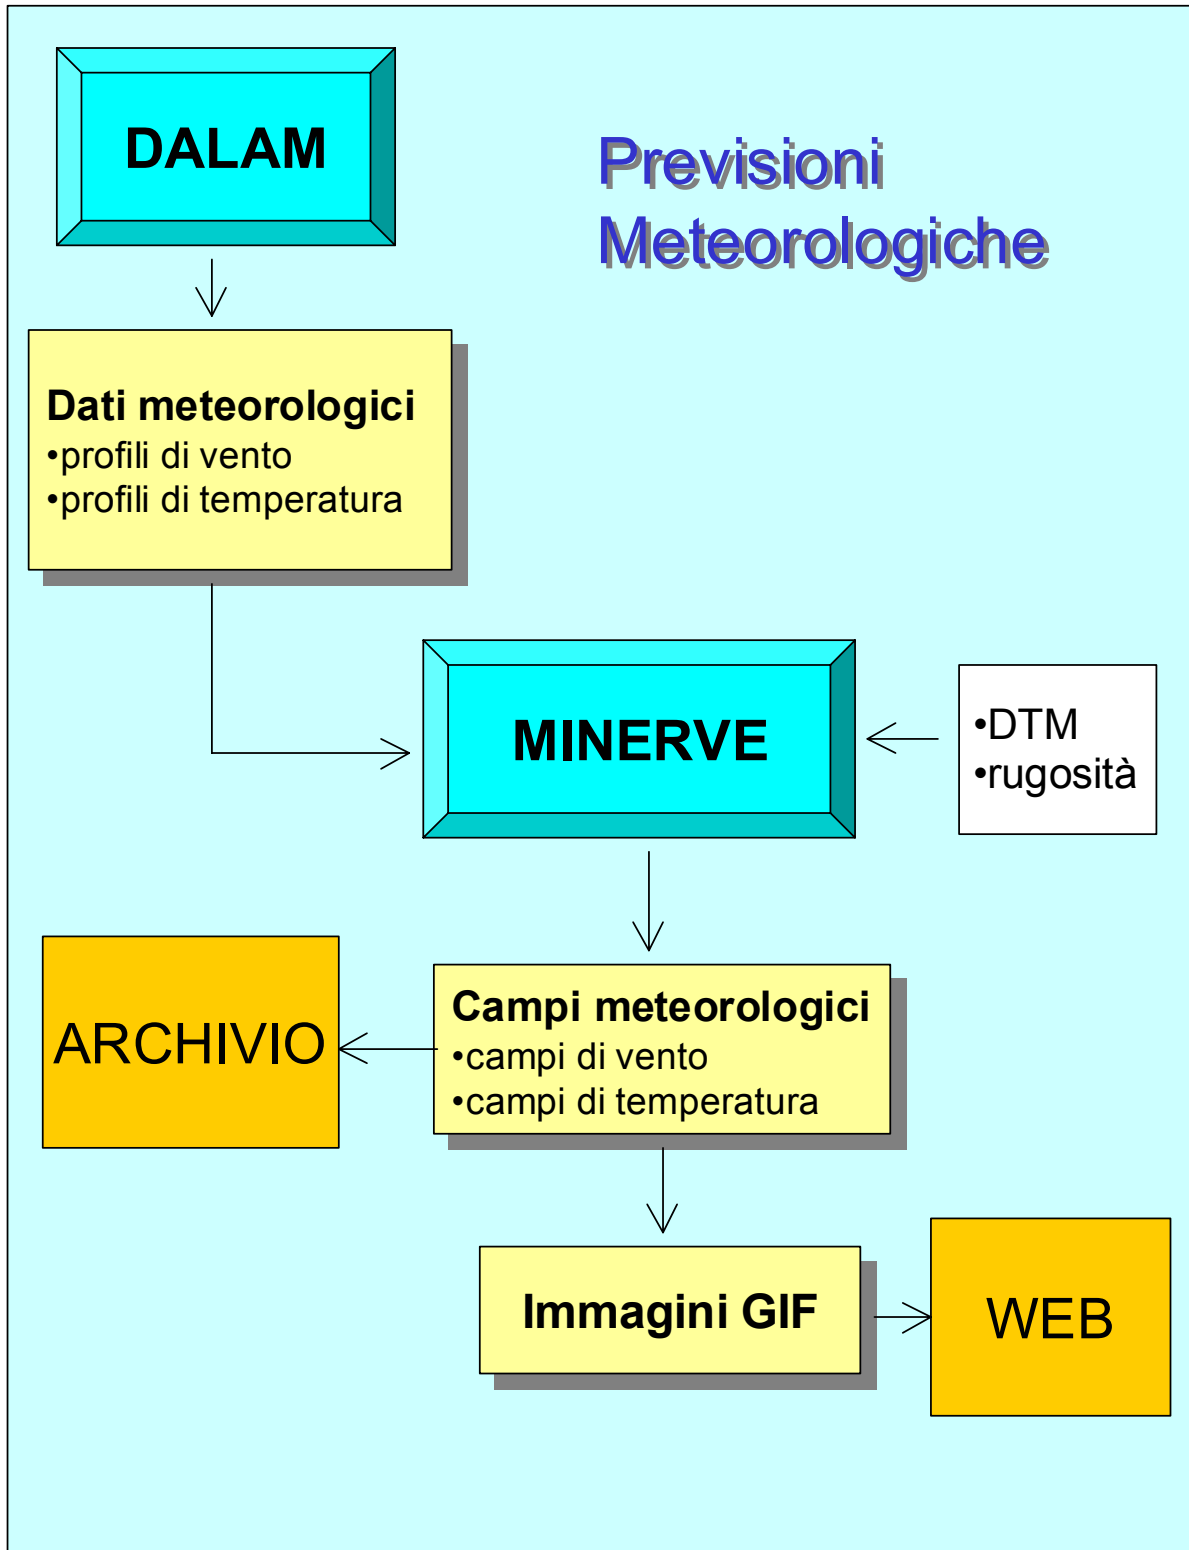 DALAM
Previsioni
Meteorologiche
Dati meteorologici
•profili di vento
•profili di temperatura
MINERVE
•DTM
•rugosità
ARCHIVIO
Campi meteorologici
•campi di vento
•campi di temperatura
Immagini GIF
WEB